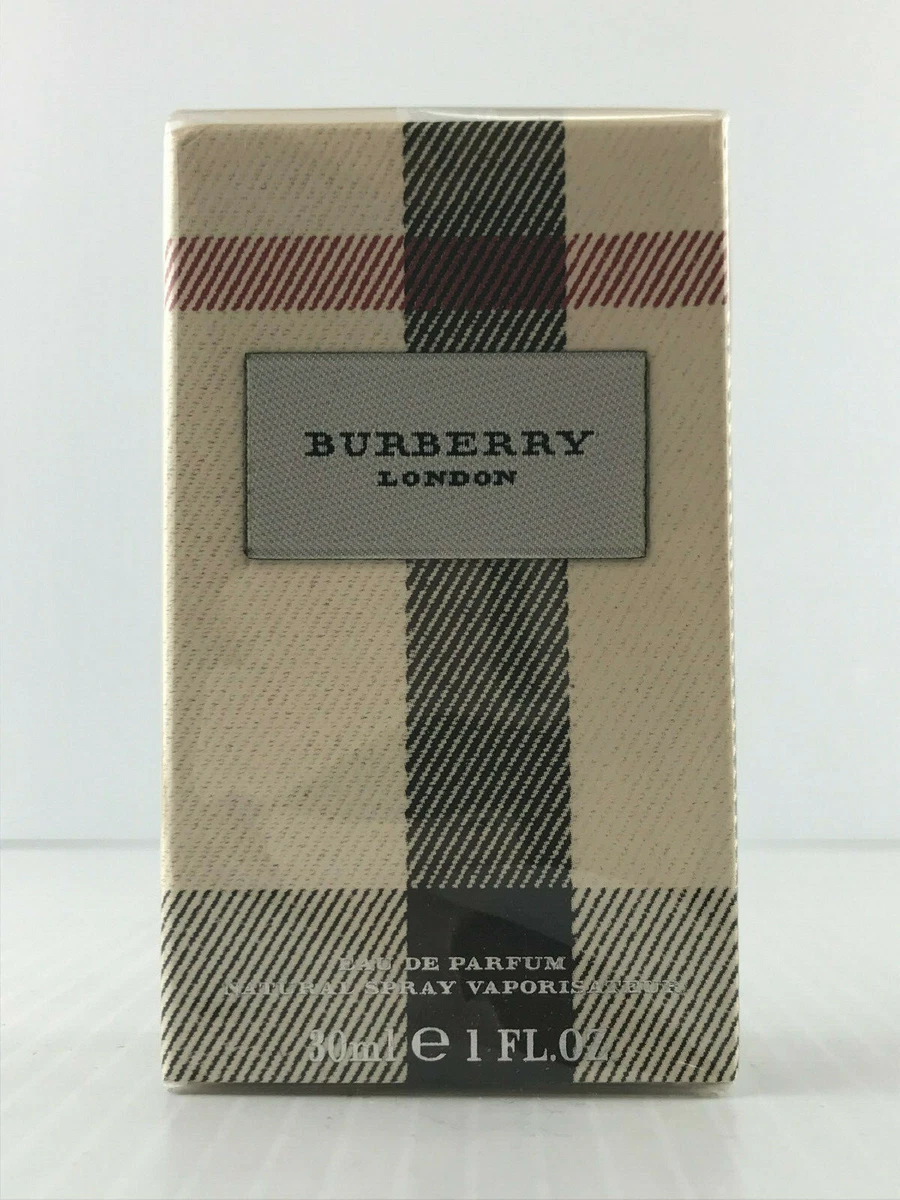 BURBERRY
LONDON
EAU DE PARFUM
NATURAL SPRAY VAPORISATEUR
30ml ℮ 1 FL.OZ